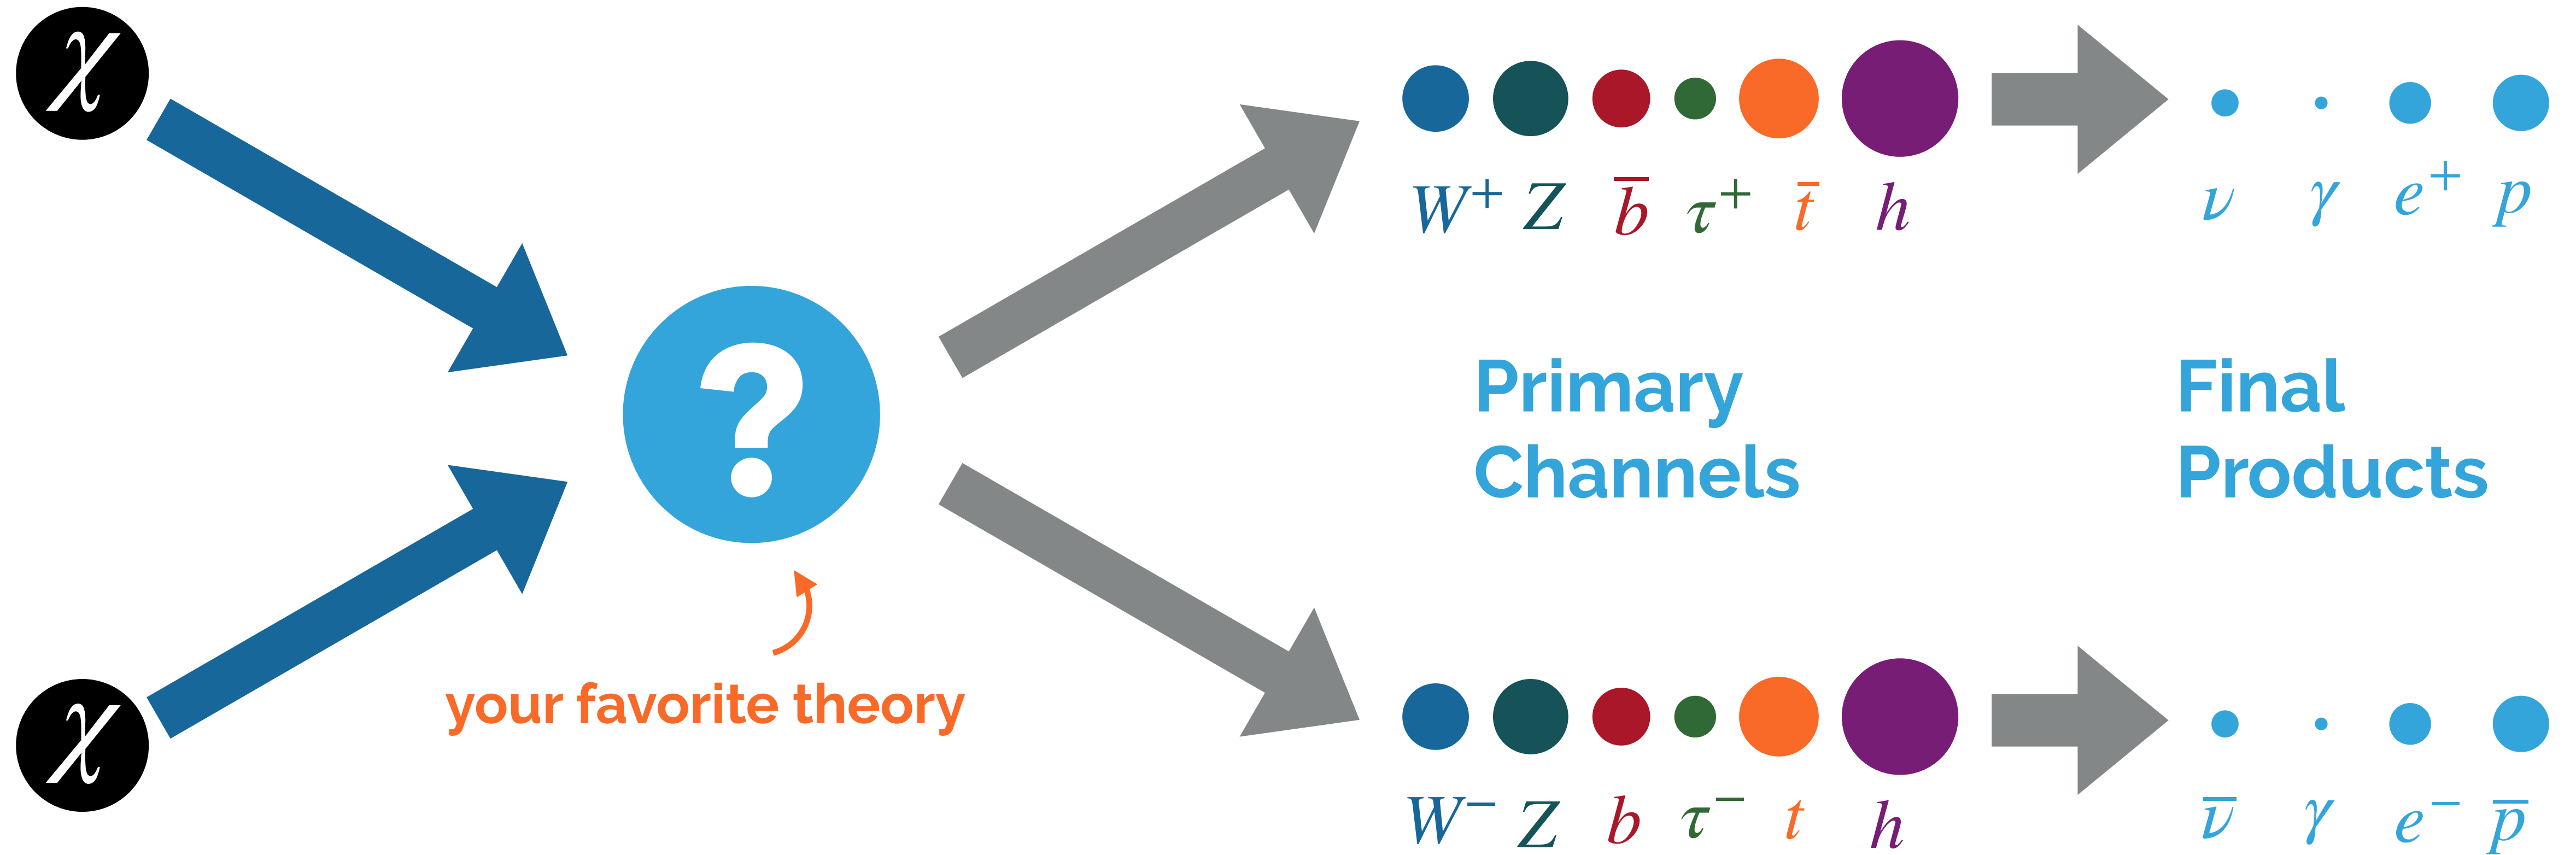 χ
W⁺ Z b̅ τ⁺ t̅ h
ν γ e⁺ p
?
Primary
Channels
Final
Products
your favorite theory
χ
W⁻ Z b τ⁻ t h
ν̅ γ e⁻ p̅